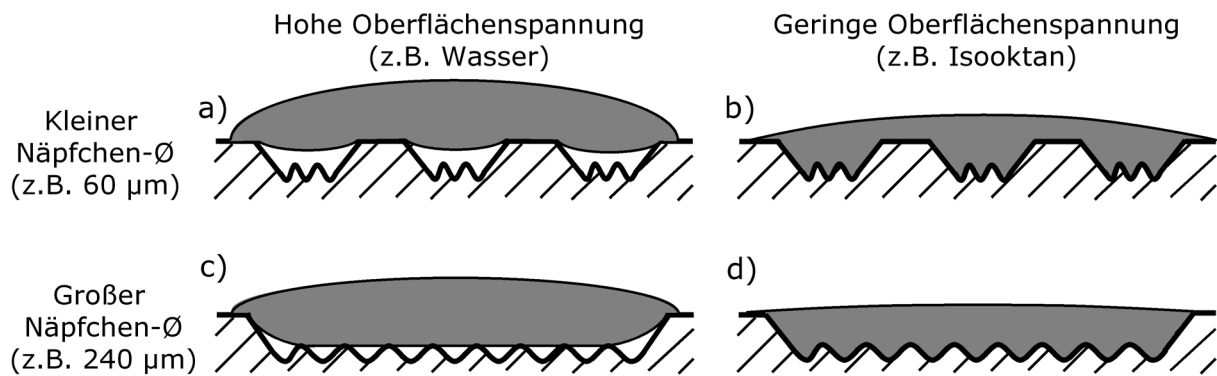 Hohe Oberflächenspannung
(z.B. Wasser)
Geringe Oberflächenspannung
(z.B. Isooktan)
Kleiner
Näpfchen-Ø
(z.B. 60 µm)
a)
b)
Großer
Näpfchen-Ø
(z.B. 240 µm)
c)
d)